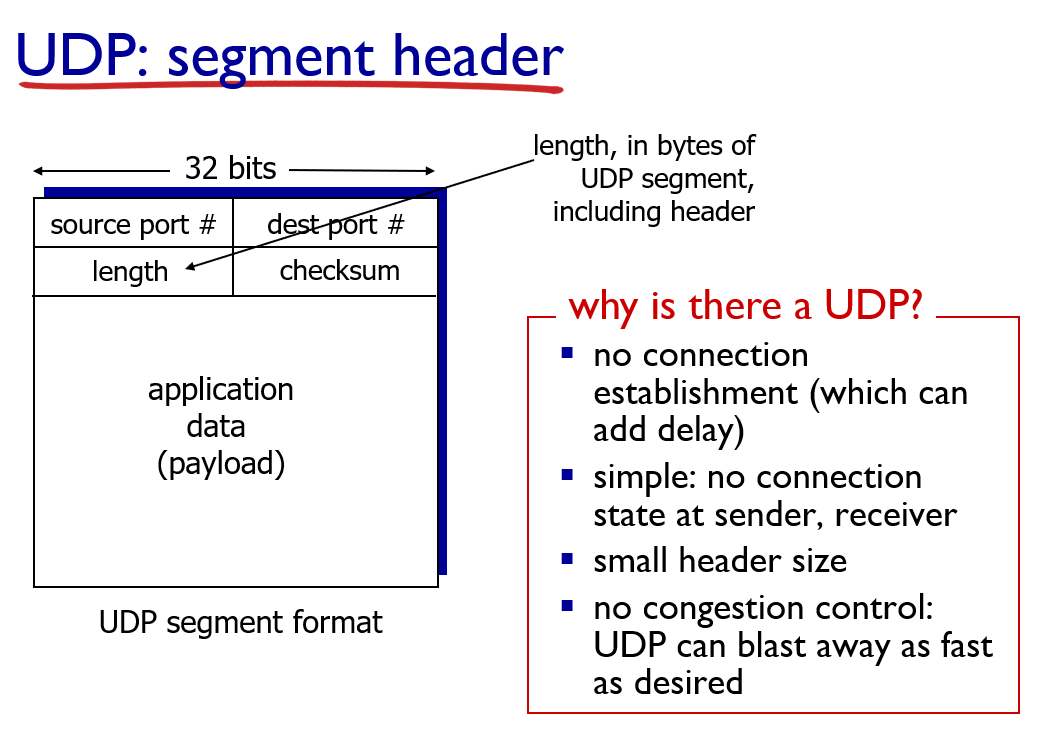 UDP: segment header
32 bits
length, in bytes of
UDP segment,
including header
source port #
dest port #
length
checksum
application
data
(payload)
UDP segment format
why is there a UDP?
no connection
establishment (which can
add delay)
simple: no connection
state at sender, receiver
small header size
no congestion control:
UDP can blast away as fast
as desired